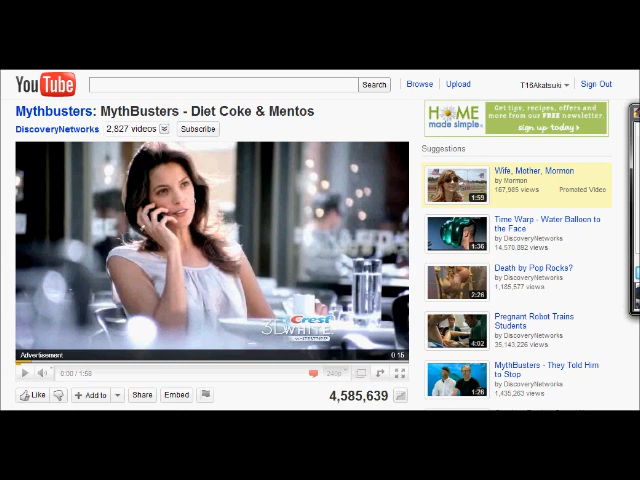 YouTube
Search
Browse
Upload
T16Akatsuki
Sign Out
Mythbusters: MythBusters - Diet Coke & Mentos
DiscoveryNetworks 2,827 videos
Subscribe
HOME made simple
Get tips, recipes, offers and
more from our FREE newsletter.
sign up today
Suggestions
Wife, Mother, Mormon
by Mormon
167,985 views
Promoted Video
1:59
Time Warp - Water Balloon to
the Face
by DiscoveryNetworks
14,570,892 views
1:36
Death by Pop Rocks?
by DiscoveryNetworks
1,185,577 views
2:26
Pregnant Robot Trains
Students
by DiscoveryNetworks
35,143,226 views
4:02
MythBusters - They Told Him
to Stop
by DiscoveryNetworks
1,435,263 views
1:26
Crest
3DWHITE
Advertisement
0:15
0:00 / 1:58
240p
Like
Add to
Share
Embed
4,585,639